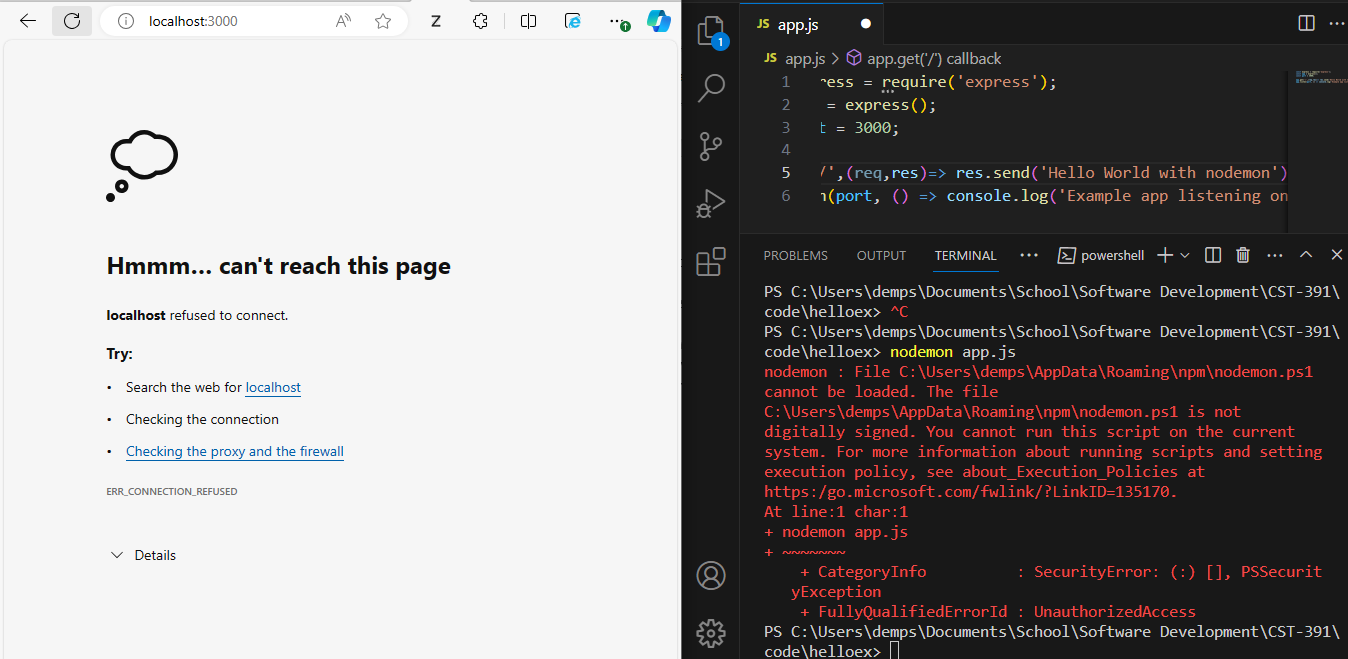 localhost:3000
Hmmm... can't reach this page
localhost refused to connect.
Try:
• Search the web for localhost
• Checking the connection
• Checking the proxy and the firewall
ERR_CONNECTION_REFUSED
Details
1
JS app.js
JS app.js > app.get('/') callback
1 ress = require('express');
2 = express();
3 t = 3000;
4
5 /',(req,res)=> res.send('Hello World with nodemon')
6 n(port, () => console.log('Example app listening on
PROBLEMS OUTPUT TERMINAL ··· powershell
PS C:\Users\demps\Documents\School\Software Development\CST-391\
code\helloex> ^C
PS C:\Users\demps\Documents\School\Software Development\CST-391\
code\helloex> nodemon app.js
nodemon : File C:\Users\demps\AppData\Roaming\npm\nodemon.ps1
cannot be loaded. The file
C:\Users\demps\AppData\Roaming\npm\nodemon.ps1 is not
digitally signed. You cannot run this script on the current
system. For more information about running scripts and setting
execution policy, see about_Execution_Policies at
https:/go.microsoft.com/fwlink/?LinkID=135170.
At line:1 char:1
+ nodemon app.js
+ ~~~~~~~
+ CategoryInfo : SecurityError: (:) [], PSSecurit
yException
+ FullyQualifiedErrorId : UnauthorizedAccess
PS C:\Users\demps\Documents\School\Software Development\CST-391\
code\helloex>